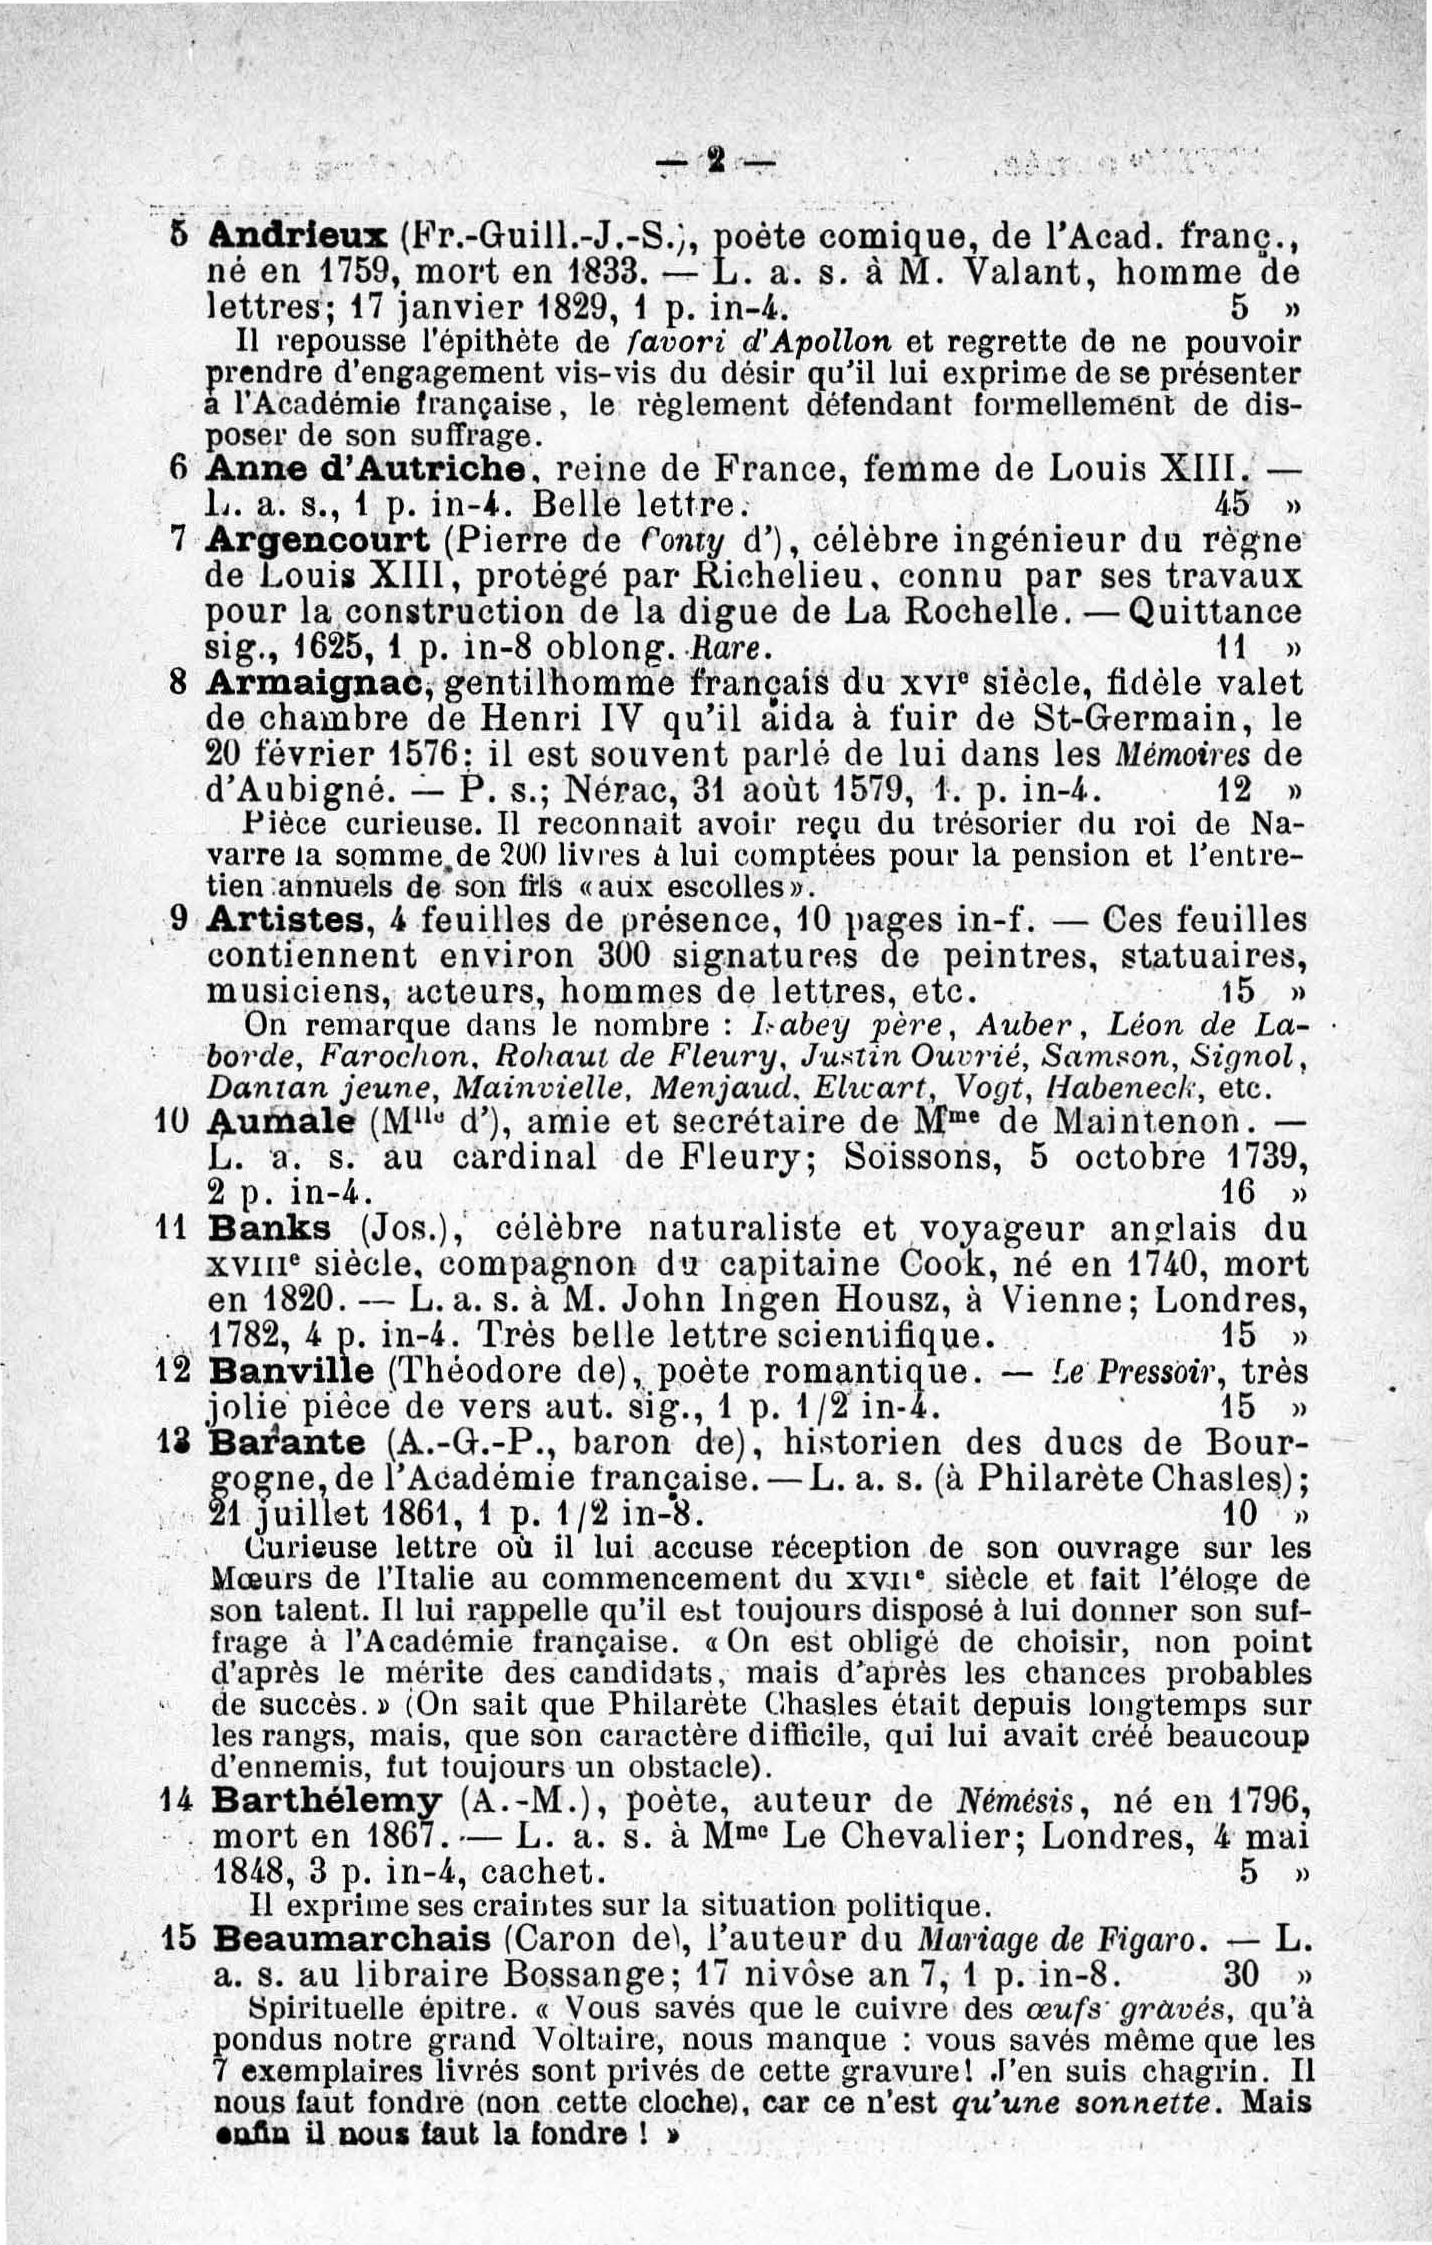 — 2 —
5 Andrieux (Fr.-Guill.-J.-S.), poète comique, de l'Acad. franç.,
né en 1759, mort en 1833. — L. a. s. à M. Valant, homme de
lettres; 17 janvier 1829, 1 p. in-4. 5 »
Il repousse l'épithète de favori d'Apollon et regrette de ne pouvoir
prendre d'engagement vis-vis du désir qu'il lui exprime de se présenter
à l'Académie française, le règlement défendant formellement de dis-
poser de son suffrage.
6 Anne d'Autriche, reine de France, femme de Louis XIII. —
L. a. s., 1 p. in-4. Belle lettre. 45 »
7 Argencourt (Pierre de Conty d'), célèbre ingénieur du règne
de Louis XIII, protégé par Richelieu, connu par ses travaux
pour la construction de la digue de La Rochelle. — Quittance
sig., 1625, 1 p. in-8 oblong. Rare. 11 »
8 Armaignac, gentilhomme français du XVIe siècle, fidèle valet
de chambre de Henri IV qu'il aida à fuir de St-Germain, le
20 février 1576; il est souvent parlé de lui dans les Mémoires de
d'Aubigné. — P. s.; Nérac, 31 août 1579, 1. p. in-4. 12 »
Pièce curieuse. Il reconnait avoir reçu du trésorier du roi de Na-
varre la somme de 200 livres à lui comptées pour la pension et l'entre-
tien annuels de son fils «aux escolles».
9 Artistes, 4 feuilles de présence, 10 pages in-f. — Ces feuilles
contiennent environ 300 signatures de peintres, statuaires,
musiciens, acteurs, hommes de lettres, etc. 15 »
On remarque dans le nombre : Isabey père, Auber, Léon de La-
borde, Farochon, Rohaut de Fleury, Justin Ouvrié, Samson, Signol,
Dantan jeune, Mainvielle, Menjaud, Elwart, Vogt, Habeneck, etc.
10 Aumale (Mlle d'), amie et secrétaire de Mme de Maintenon. —
L. a. s. au cardinal de Fleury; Soissons, 5 octobre 1739,
2 p. in-4. 16 »
11 Banks (Jos.), célèbre naturaliste et voyageur anglais du
XVIIIe siècle, compagnon du capitaine Cook, né en 1740, mort
en 1820. — L. a. s. à M. John Ingen Housz, à Vienne; Londres,
1782, 4 p. in-4. Très belle lettre scientifique. 15 »
12 Banville (Théodore de), poète romantique. — Le Pressoir, très
jolie pièce de vers aut. sig., 1 p. 1/2 in-4. 15 »
13 Barante (A.-G.-P., baron de), historien des ducs de Bour-
gogne, de l'Académie française. — L. a. s. (à Philarète Chasles);
21 juillet 1861, 1 p. 1/2 in-8. 10 »
Curieuse lettre où il lui accuse réception de son ouvrage sur les
Mœurs de l'Italie au commencement du XVIIe siècle et fait l'éloge de
son talent. Il lui rappelle qu'il est toujours disposé à lui donner son suf-
frage à l'Académie française. « On est obligé de choisir, non point
d'après le mérite des candidats, mais d'après les chances probables
de succès. » (On sait que Philarète Chasles était depuis longtemps sur
les rangs, mais, que son caractère difficile, qui lui avait créé beaucoup
d'ennemis, fut toujours un obstacle).
14 Barthélemy (A.-M.), poète, auteur de Némésis, né en 1796,
mort en 1867. — L. a. s. à Mme Le Chevalier; Londres, 4 mai
1848, 3 p. in-4, cachet. 5 »
Il exprime ses craintes sur la situation politique.
15 Beaumarchais (Caron de), l'auteur du Mariage de Figaro. — L.
a. s. au libraire Bossange; 17 nivôse an 7, 1 p. in-8. 30 »
Spirituelle épitre. « Vous savés que le cuivre des œufs gravés, qu'à
pondus notre grand Voltaire, nous manque : vous savés même que les
7 exemplaires livrés sont privés de cette gravure! J'en suis chagrin. Il
nous faut fondre (non cette cloche), car ce n'est qu'une sonnette. Mais
enfin il nous faut la fondre ! »